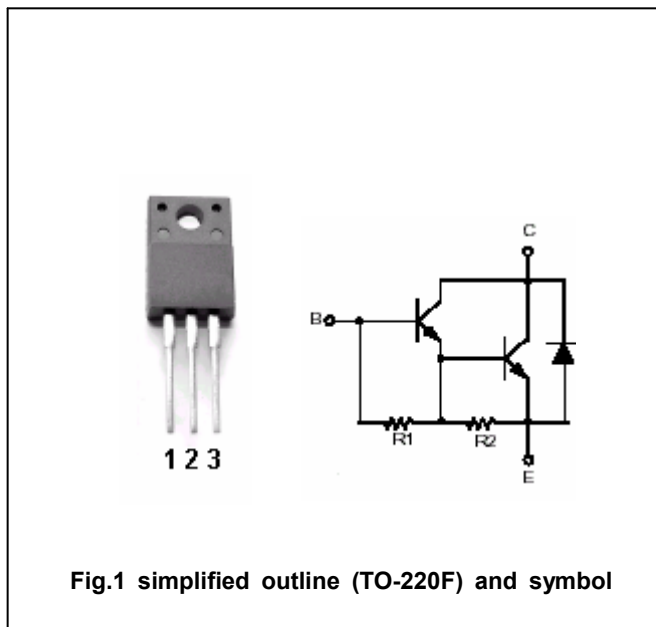 C
B
R1 R2
E
1 2 3
Fig.1 simplified outline (TO-220F) and symbol